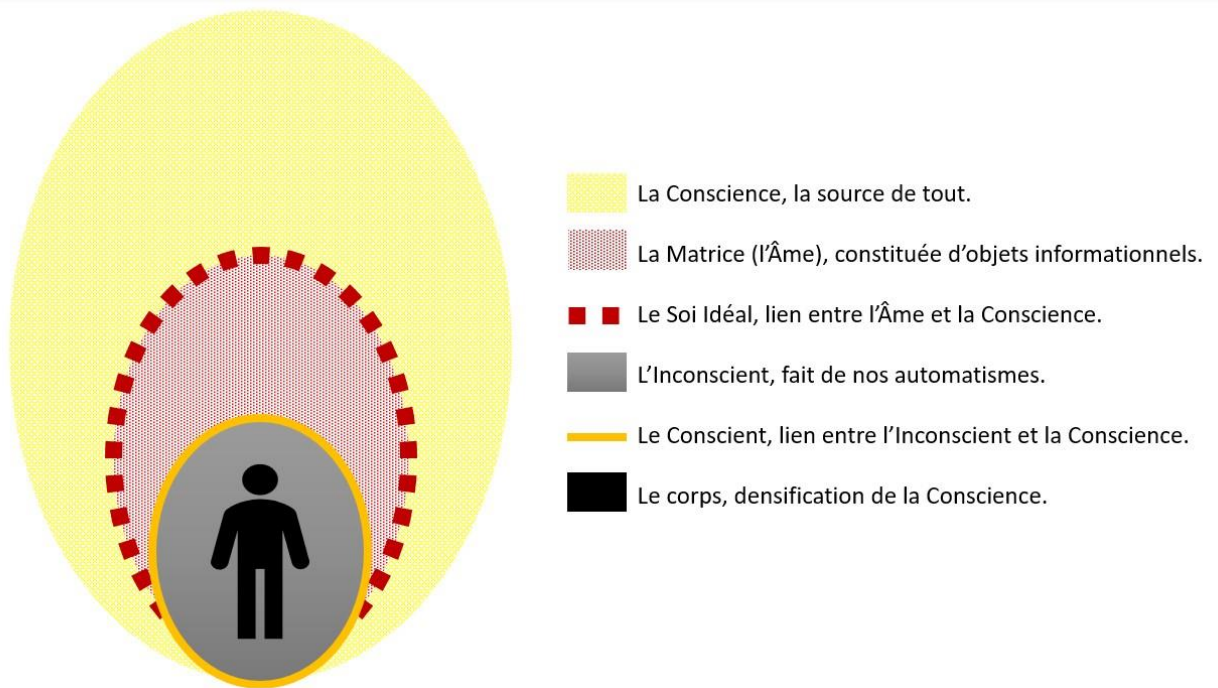 La Conscience, la source de tout.
La Matrice (l'Âme), constituée d'objets informationnels.
Le Soi Idéal, lien entre l'Âme et la Conscience.
L'Inconscient, fait de nos automatismes.
Le Conscient, lien entre l'Inconscient et la Conscience.
Le corps, densification de la Conscience.